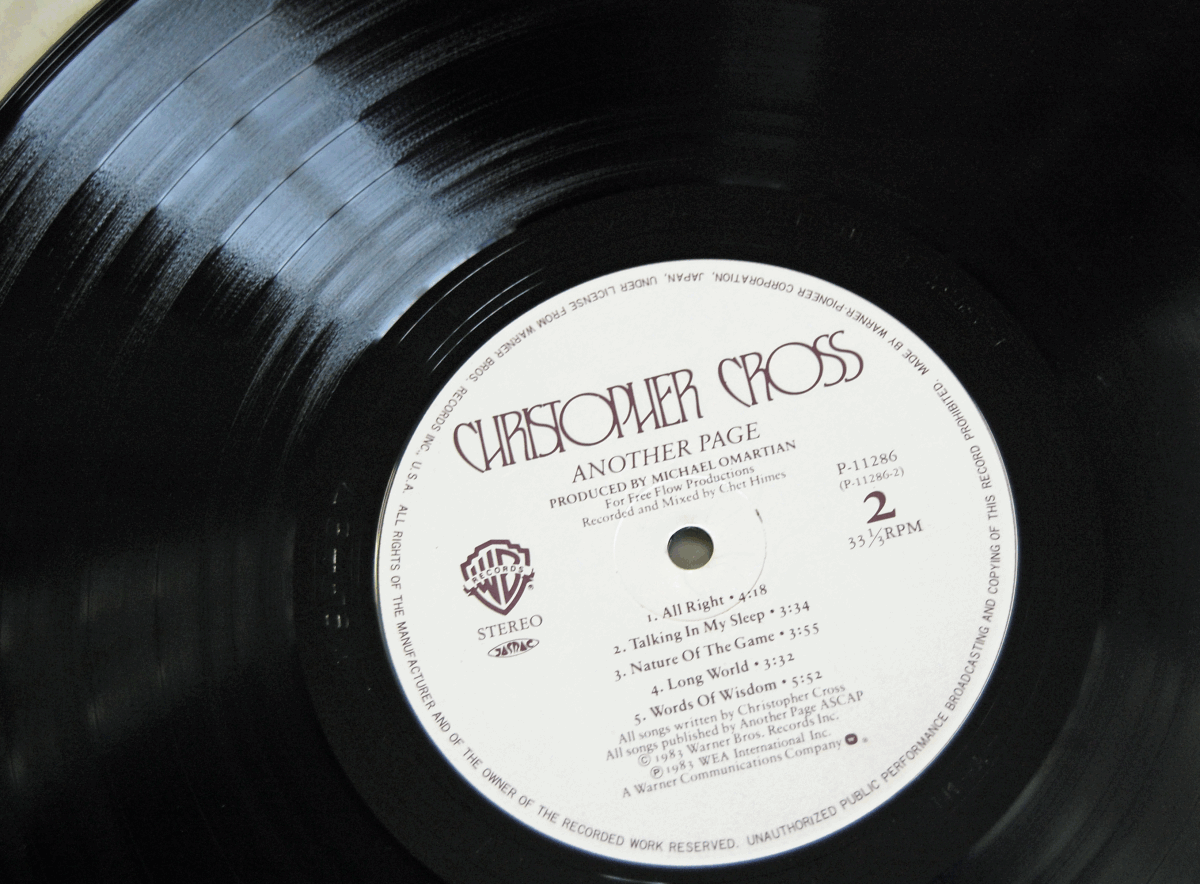 CHRISTOPHER CROSS
ANOTHER PAGE
PRODUCED BY MICHAEL OMARTIAN
For Free Flow Productions
Recorded and Mixed by Chet Himes
P-11286
(P-11286-2)
2
33 1/3 RPM
W RECORDS
®
STEREO
JASRAC
1. All Right • 4:18
2. Talking In My Sleep • 3:34
3. Nature Of The Game • 3:55
4. Long World • 3:32
5. Words Of Wisdom • 5:52
All songs written by Christopher Cross
All songs published by Another Page ASCAP
© 1983 Warner Bros. Records Inc.
℗ 1983 WEA International Inc.
A Warner Communications Company
MADE BY WARNER-PIONEER CORPORATION, JAPAN, UNDER LICENSE FROM WARNER BROS. RECORDS INC., U.S.A. ALL RIGHTS OF THE MANUFACTURER AND OF THE OWNER OF THE RECORDED WORK RESERVED. UNAUTHORIZED PUBLIC PERFORMANCE BROADCASTING AND COPYING OF THIS RECORD PROHIBITED.